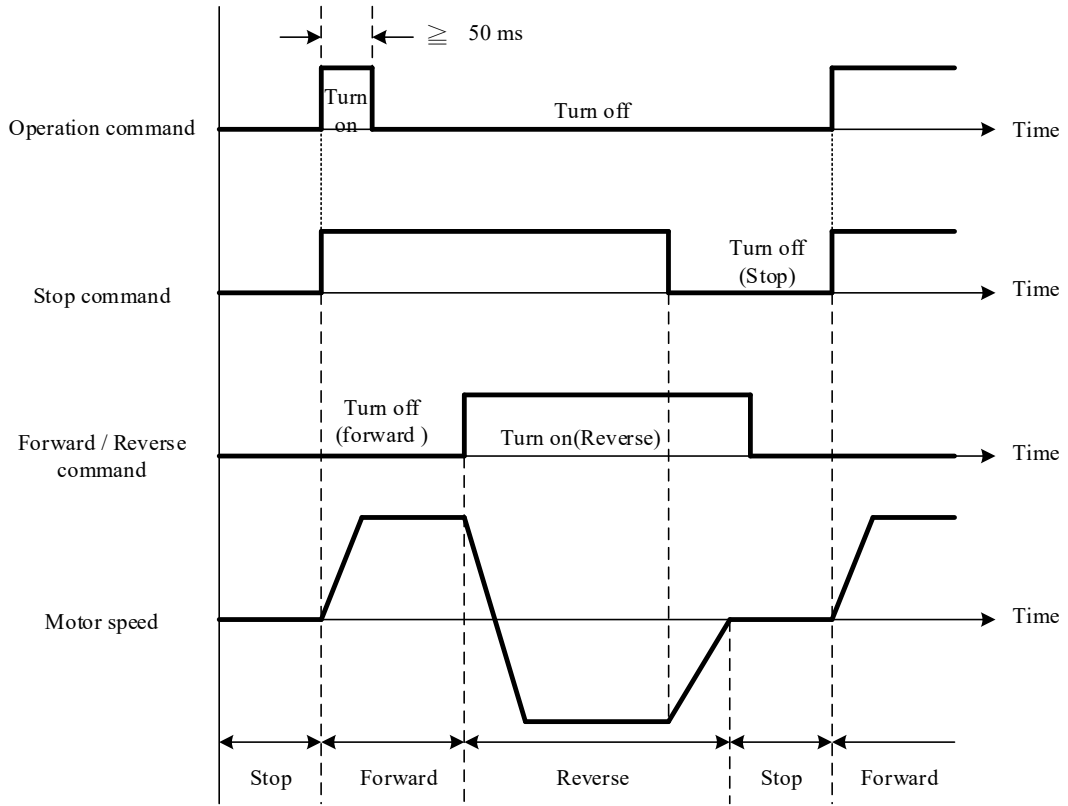 ≧ 50 ms
Turn
on
Turn off
Operation command
Time
Turn off
(Stop)
Stop command
Time
Turn off
(forward )
Turn on(Reverse)
Forward / Reverse
command
Time
Motor speed
Time
Stop
Forward
Reverse
Stop
Forward